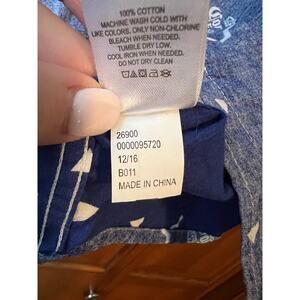 100% COTTON
MACHINE WASH COLD WITH
LIKE COLORS. ONLY NON-CHLORINE
BLEACH WHEN NEEDED.
TUMBLE DRY LOW.
COOL IRON WHEN NEEDED.
DO NOT DRY CLEAN
26900
0000095720
12/16
B011
MADE IN CHINA